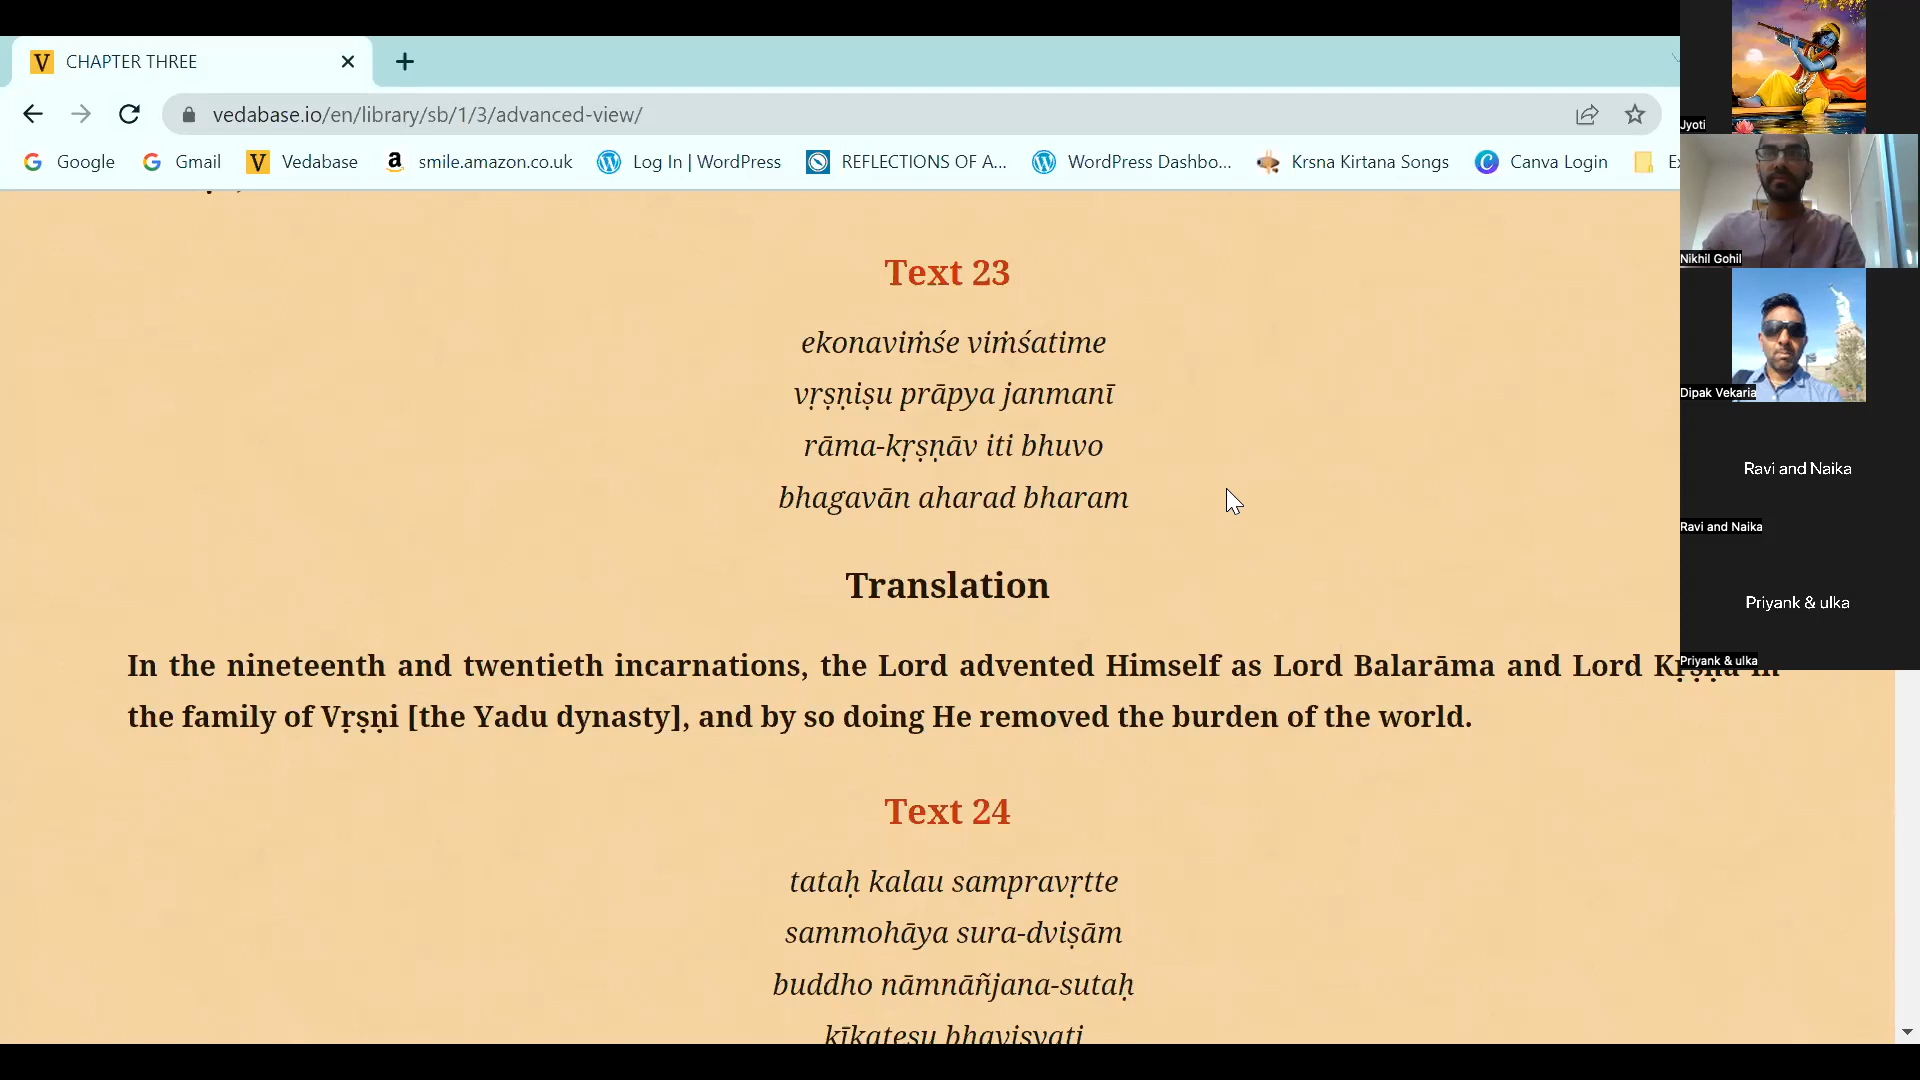 CHAPTER THREE
vedabase.io/en/library/sb/1/3/advanced-view/
Google Gmail Vedabase smile.amazon.co.uk Log In | WordPress REFLECTIONS OF A... WordPress Dashbo... Krsna Kirtana Songs Canva Login
Text 23
ekonaviṁśe viṁśatime
vṛṣṇiṣu prāpya janmanī
rāma-kṛṣṇāv iti bhuvo
bhagavān aharad bharam
Translation
In the nineteenth and twentieth incarnations, the Lord advented Himself as Lord Balarāma and Lord Kṛṣṇa in
the family of Vṛṣṇi [the Yadu dynasty], and by so doing He removed the burden of the world.
Text 24
tataḥ kalau sampravṛtte
sammohāya sura-dviṣām
buddho nāmnāñjana-sutaḥ
kīkaṭeṣu bhaviṣyati
Jyoti
Nikhil Gohil
Dipak Vekaria
Ravi and Naika
Ravi and Naika
Priyank & ulka
Priyank & ulka